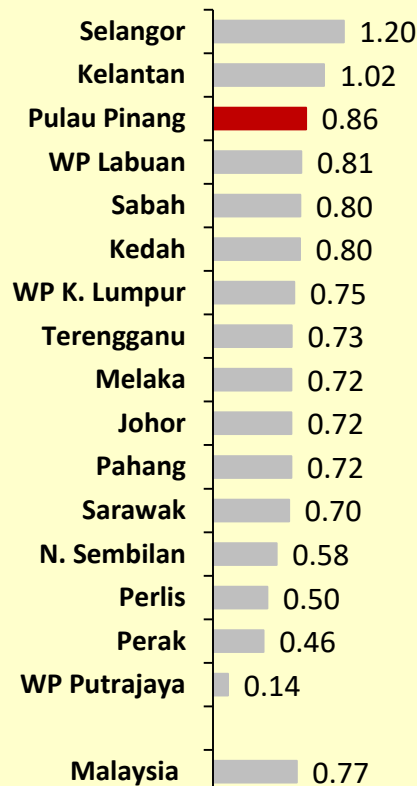 Selangor 1.20
Kelantan 1.02
Pulau Pinang 0.86
WP Labuan 0.81
Sabah 0.80
Kedah 0.80
WP K. Lumpur 0.75
Terengganu 0.73
Melaka 0.72
Johor 0.72
Pahang 0.72
Sarawak 0.70
N. Sembilan 0.58
Perlis 0.50
Perak 0.46
WP Putrajaya 0.14
Malaysia 0.77